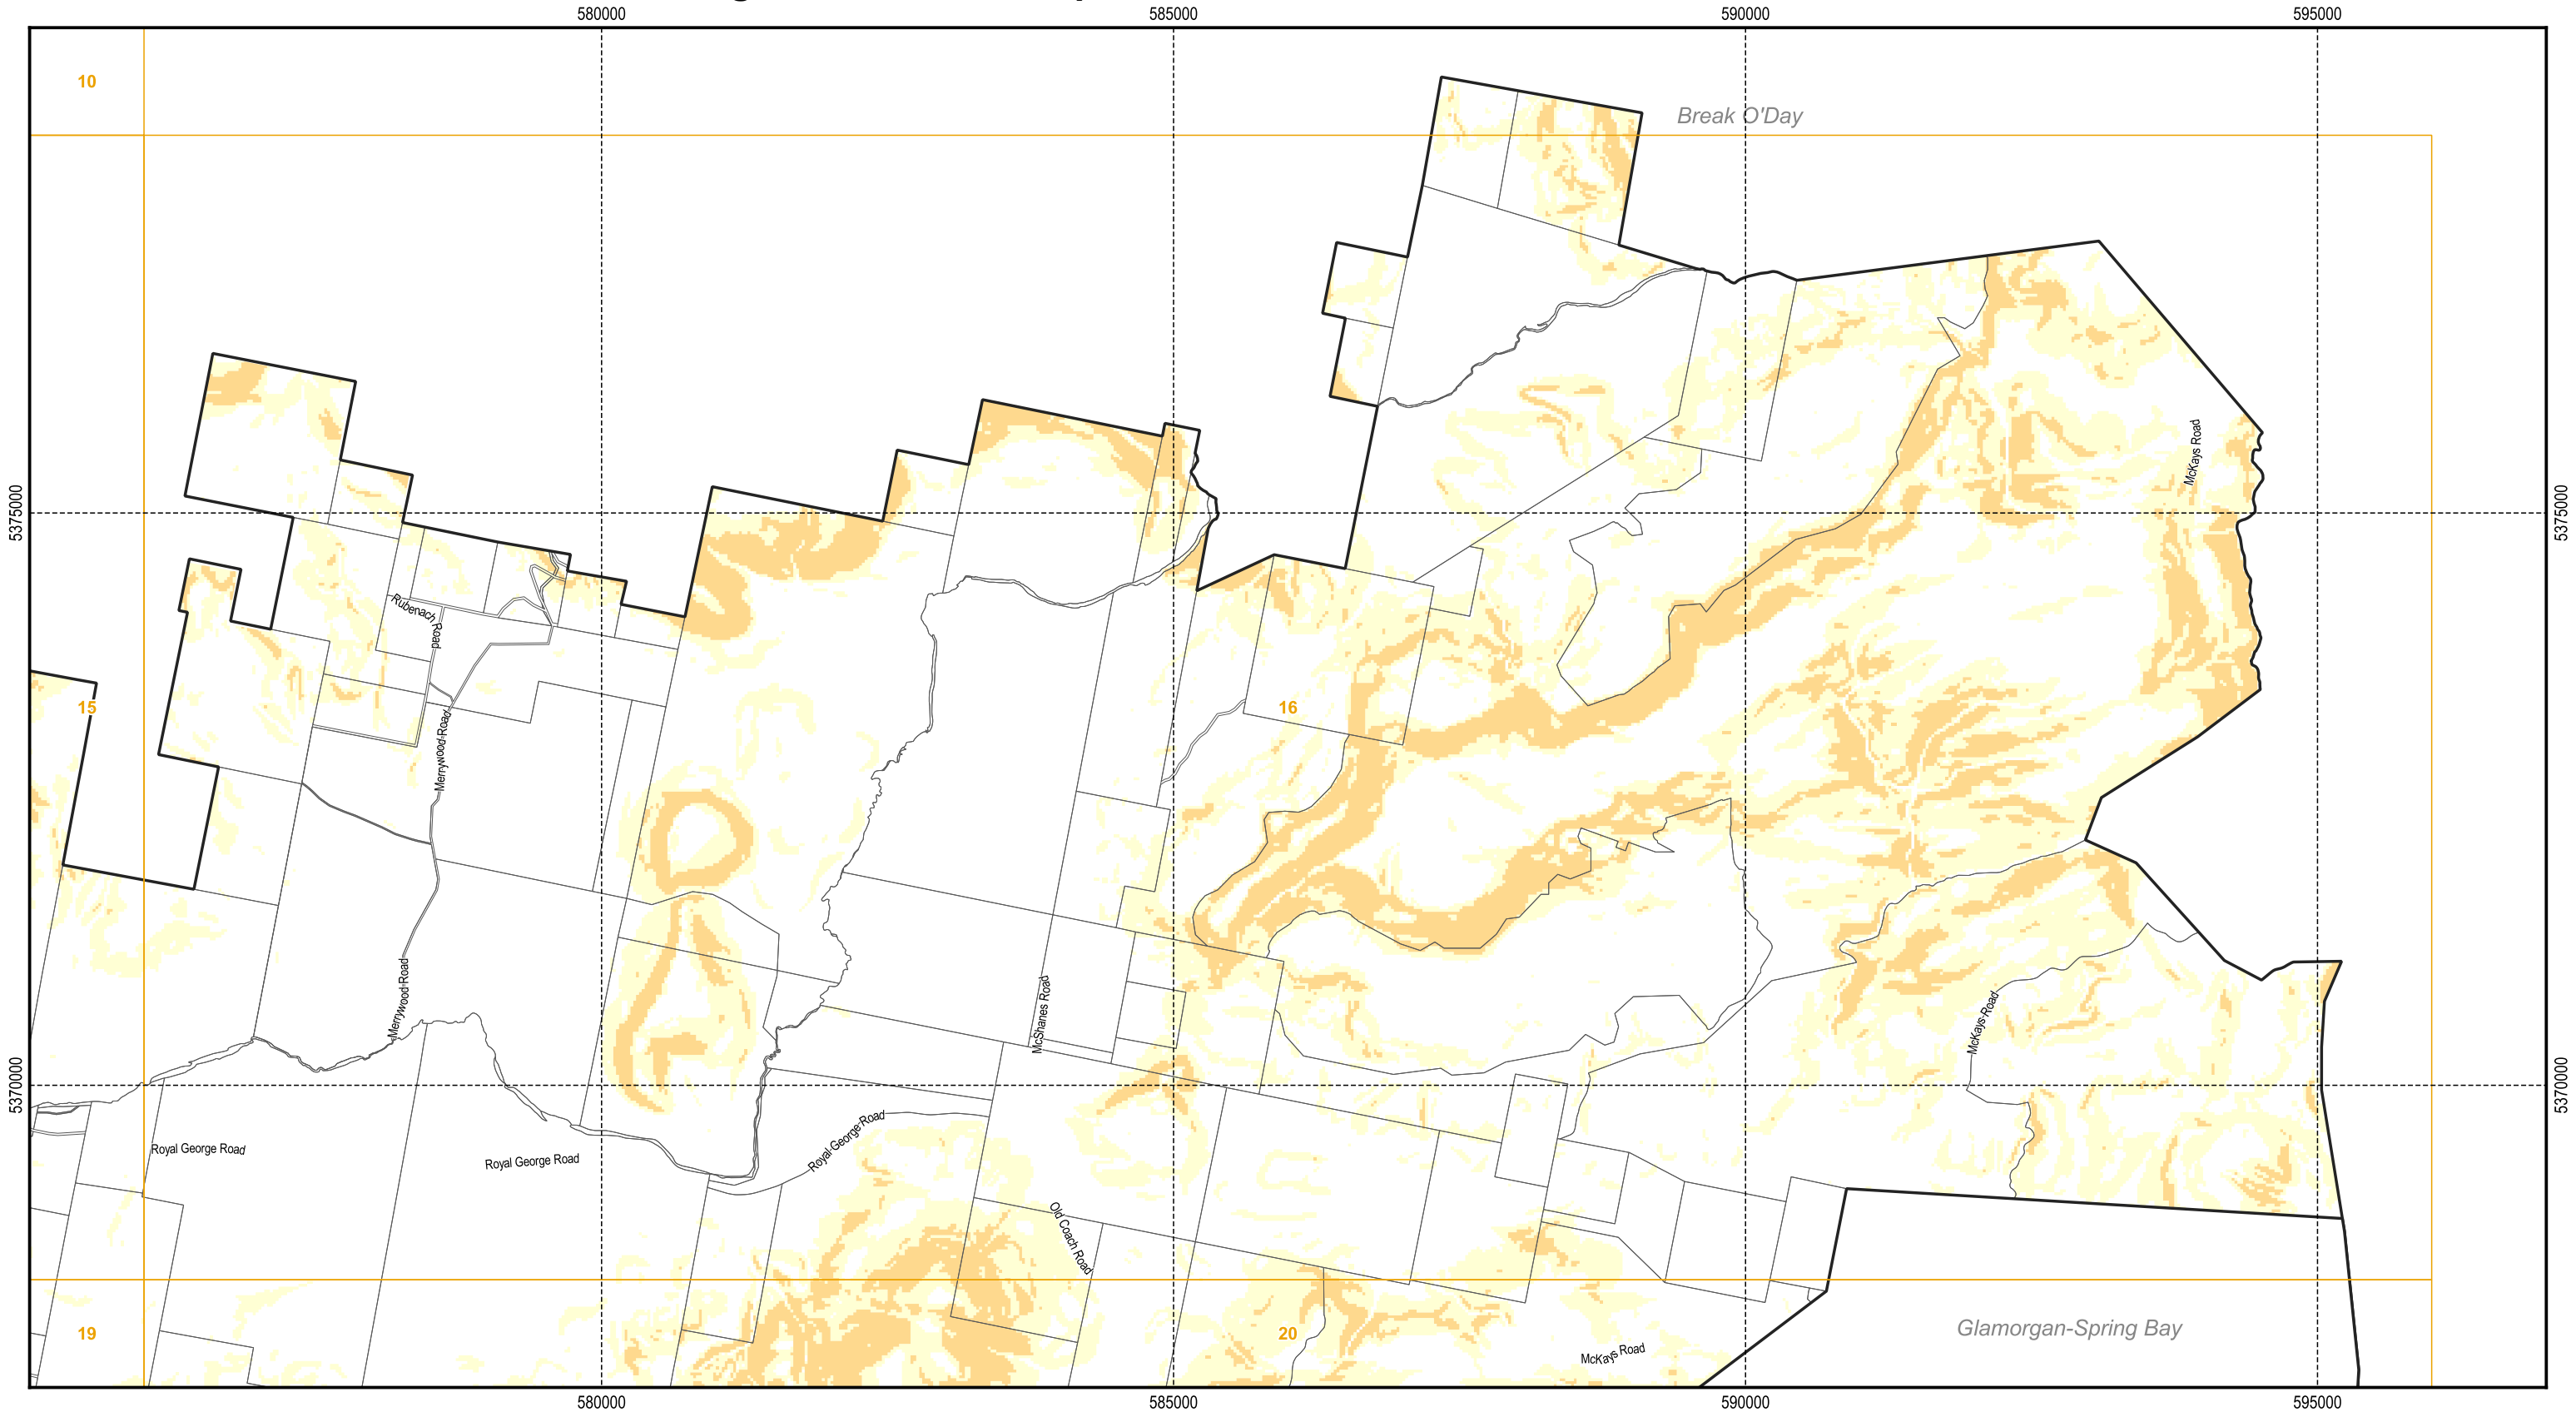 580000
585000
590000
595000
10
Break O'Day
5375000
5375000
McKays Road
Rubenach Road
15
16
Merrywood Road
Merrywood Road
McShanes Road
McKays Road
5370000
5370000
Royal George Road
Royal George Road
Royal George Road
Old Coach Road
19
20
McKays Road
Glamorgan-Spring Bay
580000
585000
590000
595000